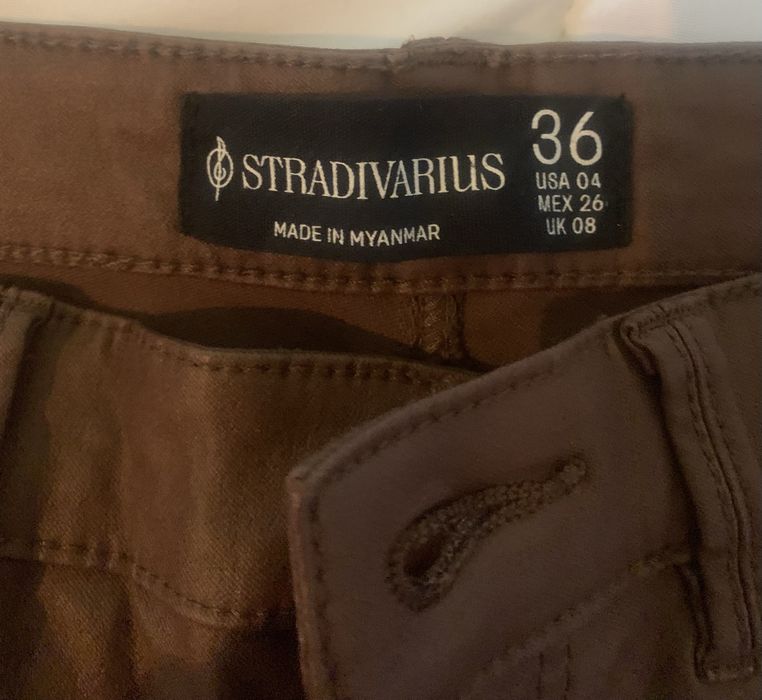 STRADIVARIUS
MADE IN MYANMAR
36
USA 04
MEX 26
UK 08